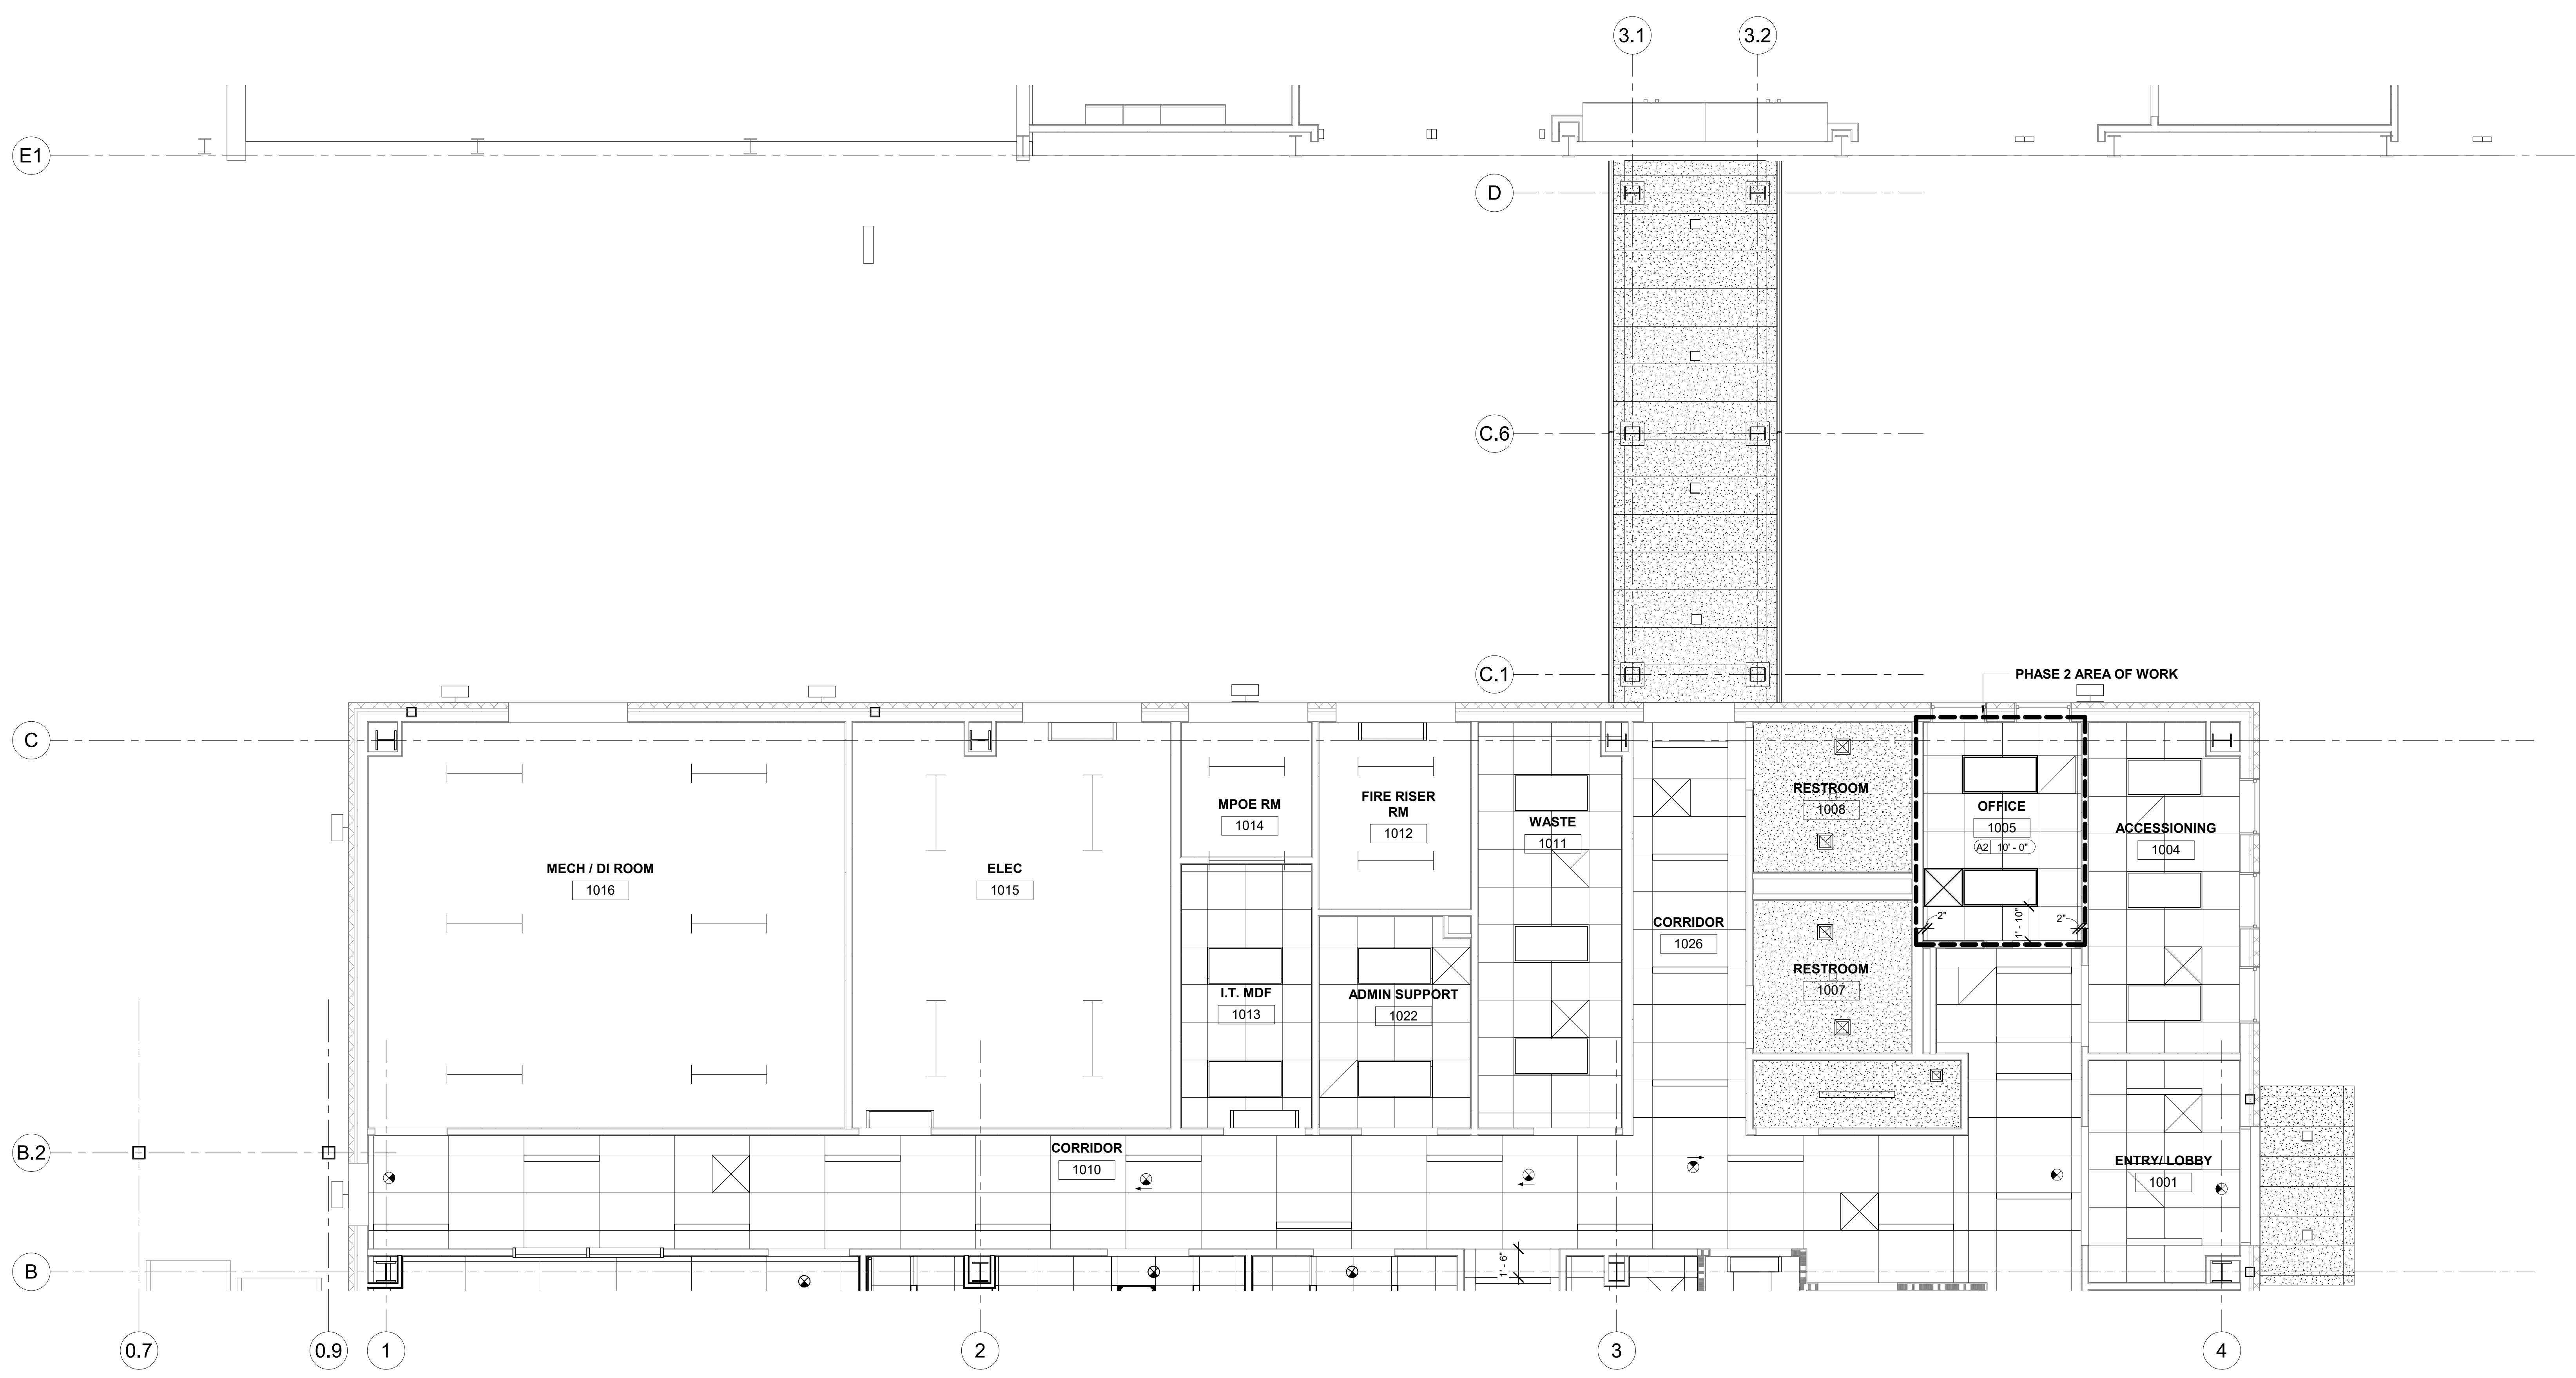 3.1
3.2
E1
D
C.6
C.1
PHASE 2 AREA OF WORK
C
MPOE RM
1014
FIRE RISER
RM
1012
WASTE
1011
RESTROOM
1008
OFFICE
1005
A2
10' - 0"
ACCESSIONING
1004
MECH / DI ROOM
1016
ELEC
1015
CORRIDOR
1026
2"
1' - 10"
2"
RESTROOM
1007
I.T. MDF
1013
ADMIN SUPPORT
1022
B.2
CORRIDOR
1010
ENTRY/ LOBBY
1001
B
1' - 6"
0.7
0.9
1
2
3
4